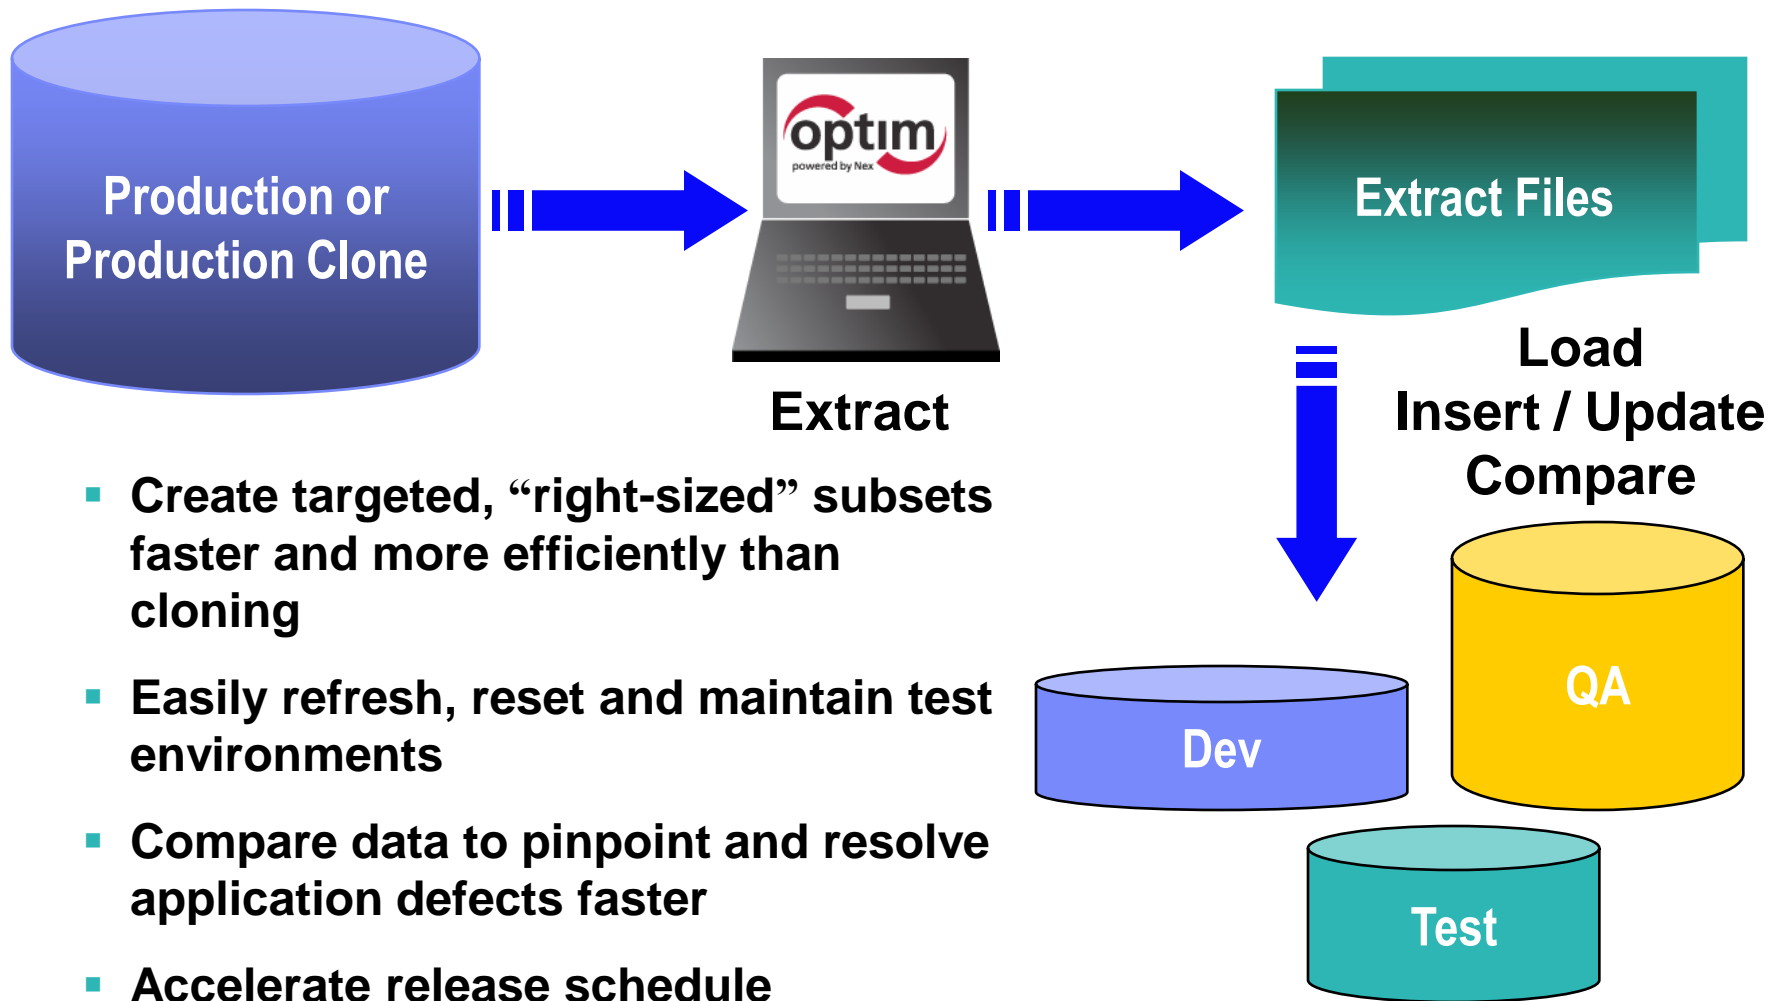 Production or
Production Clone
optim
powered by Nex
Extract Files
Extract
Load
Insert / Update
Compare
▪ Create targeted, “right-sized” subsets
faster and more efficiently than
cloning
▪ Easily refresh, reset and maintain test
environments
▪ Compare data to pinpoint and resolve
application defects faster
▪ Accelerate release schedule
QA
Dev
Test